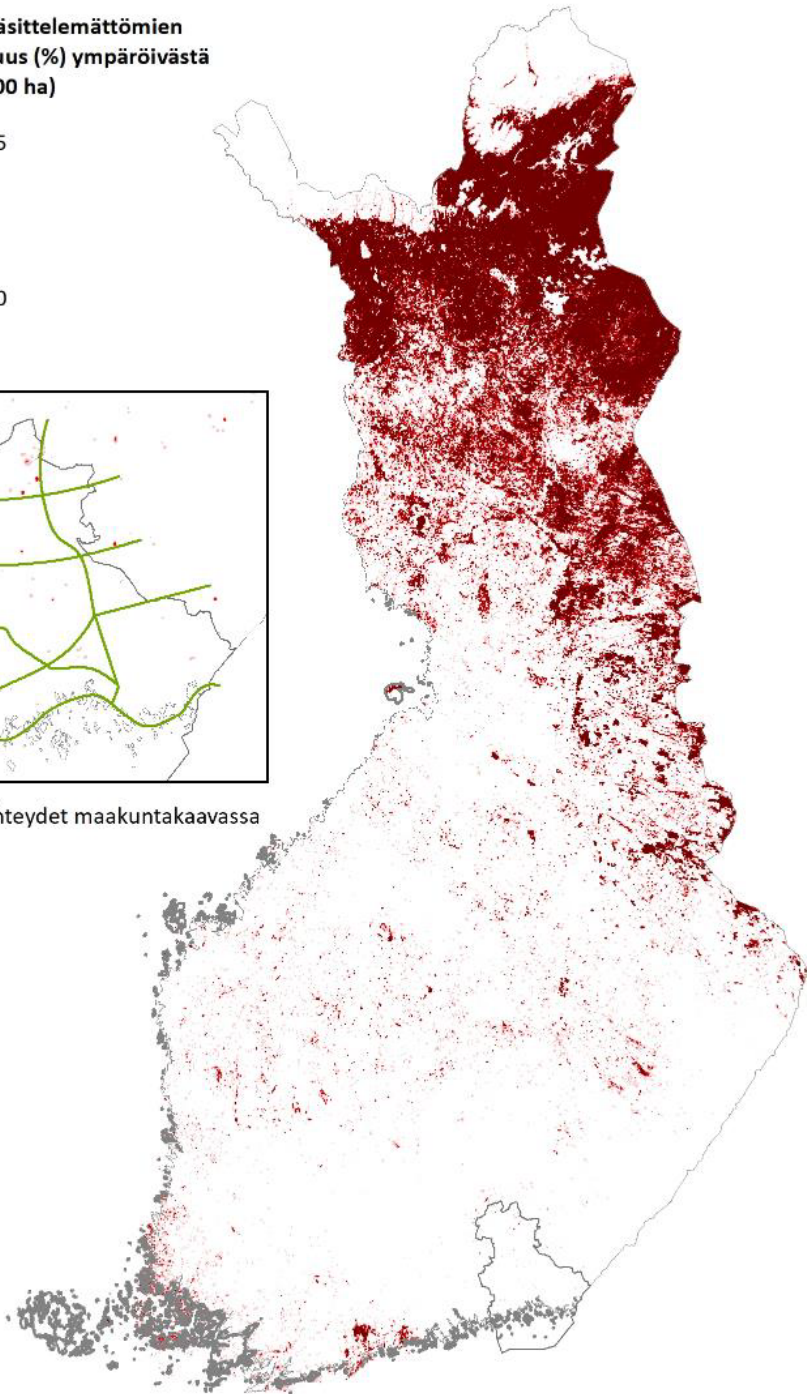 äsittelemättömien
uus (%) ympäröivästä
00 ha)
5
0
nteydet maakuntakaavassa